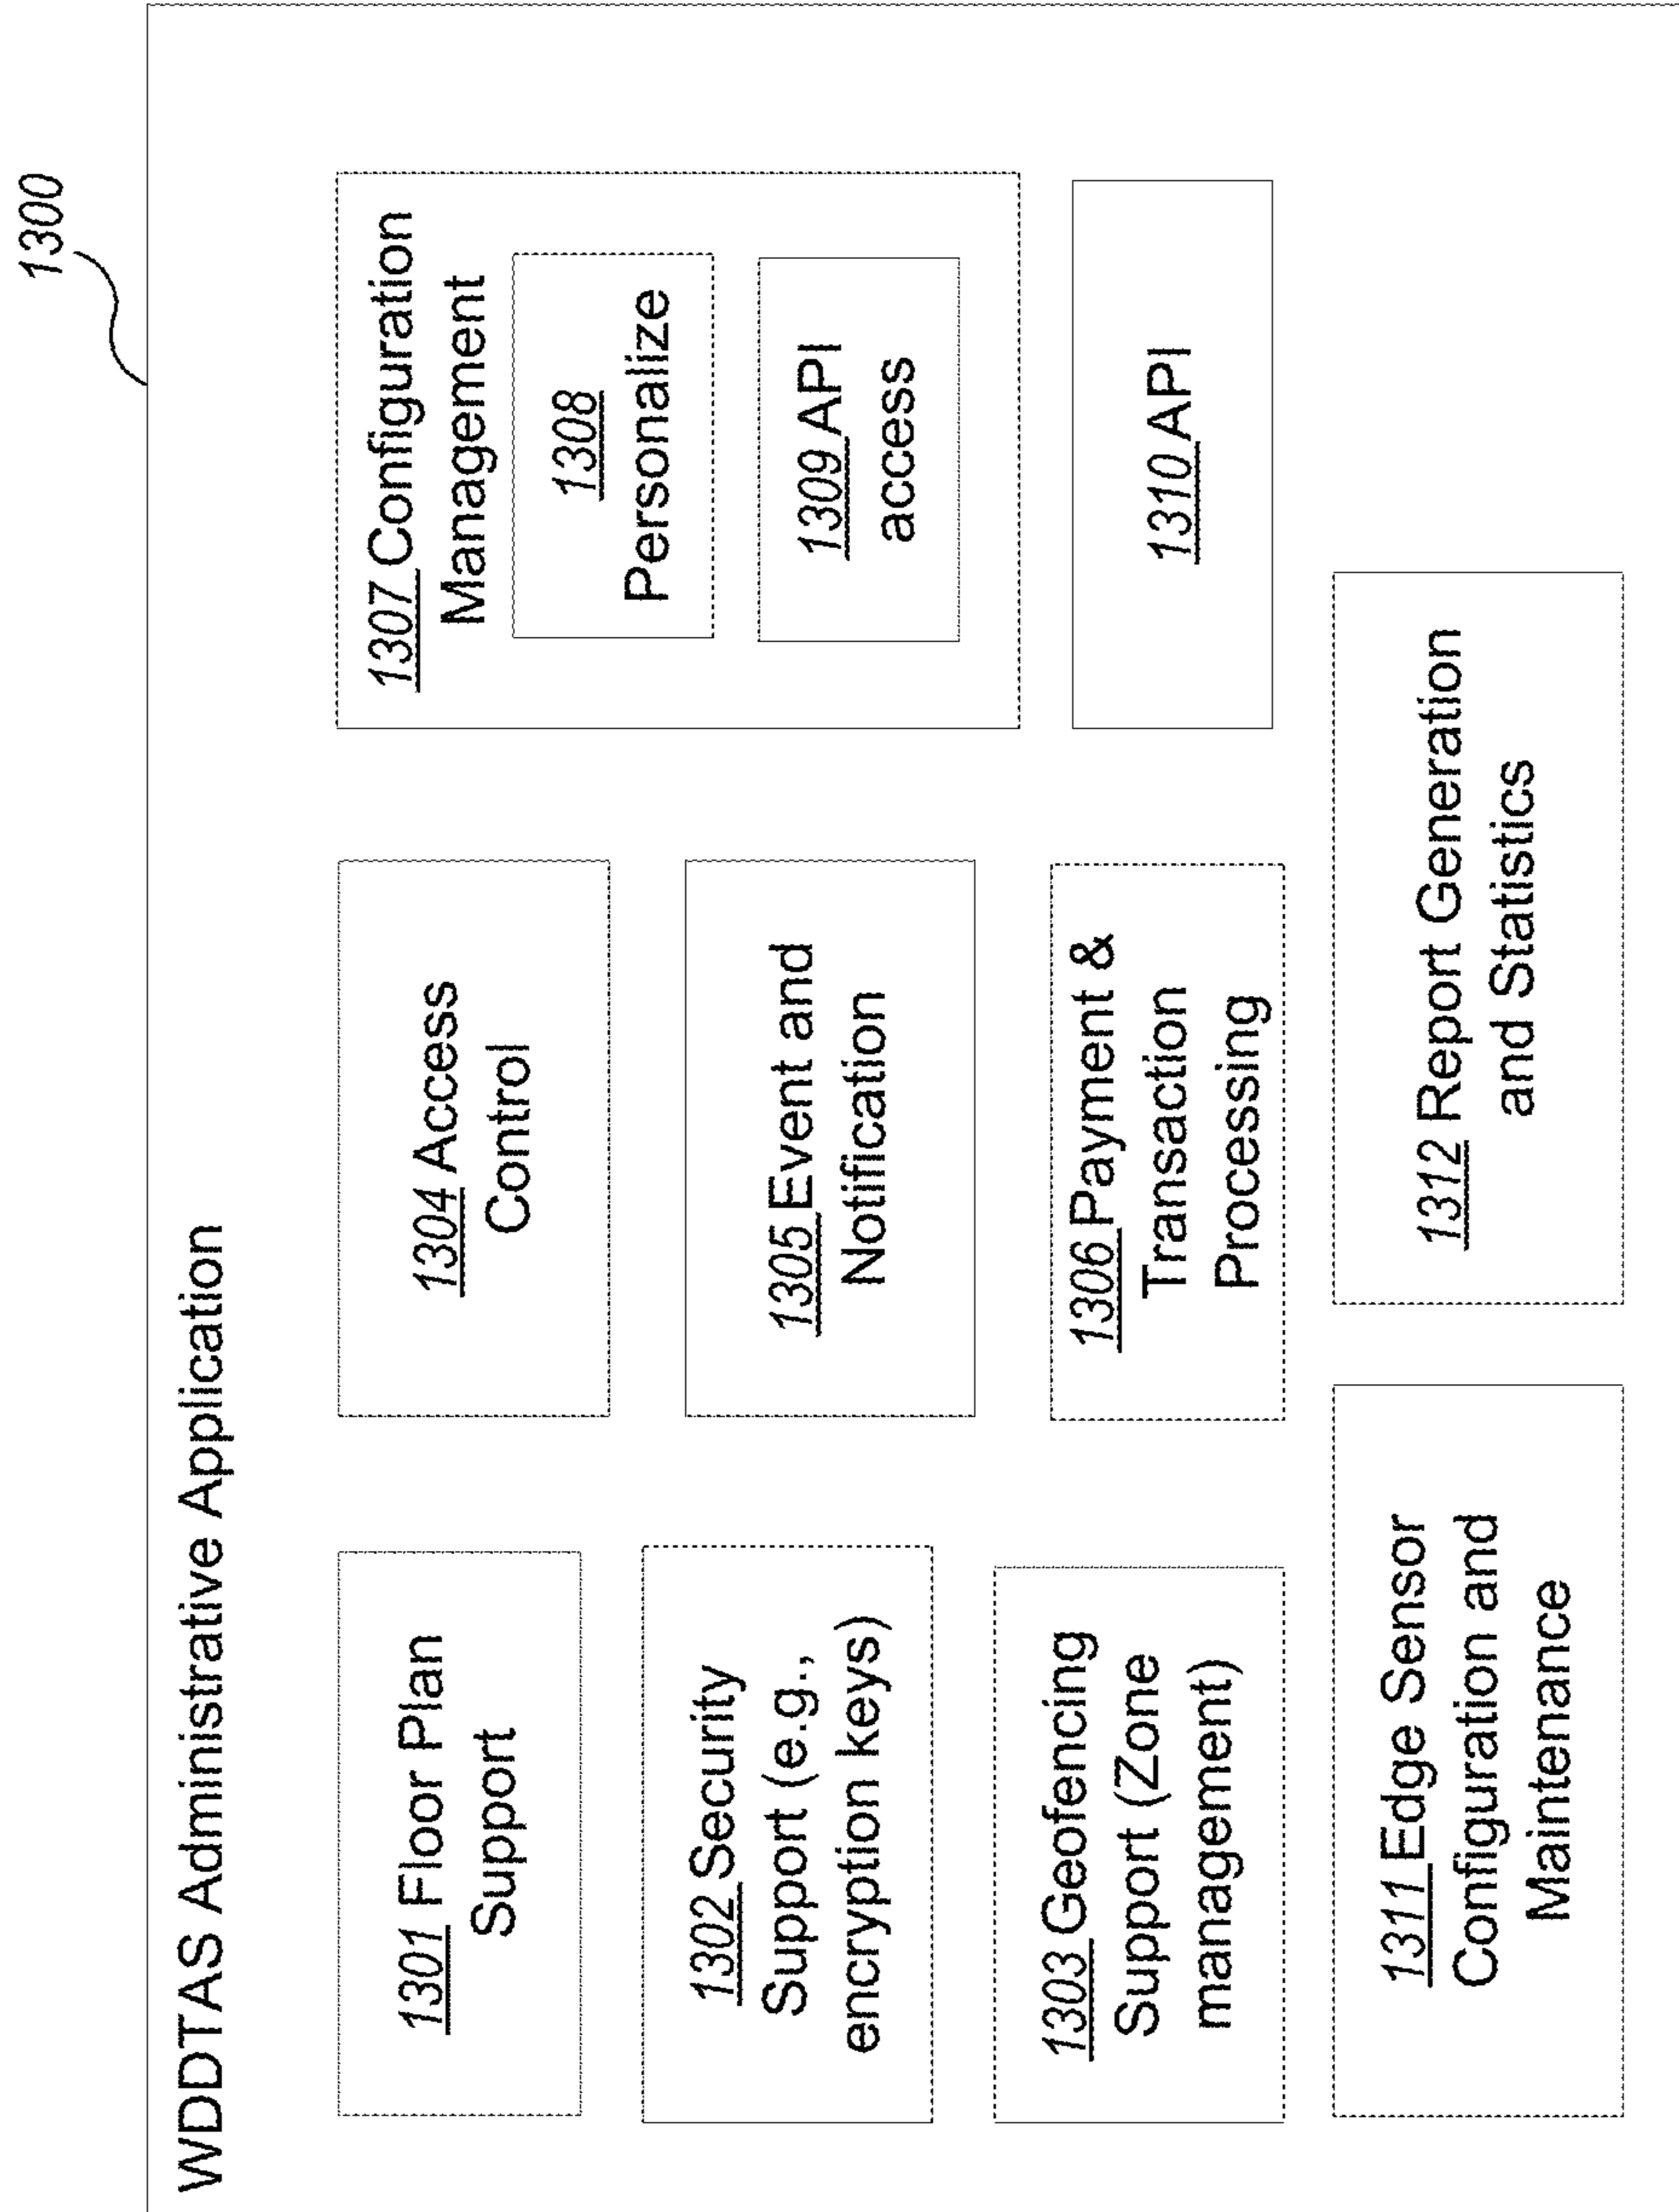 1300
WDDTAS Administrative Application
1301 Floor Plan
Support
1302 Security
Support (e.g.,
encryption keys)
1303 Geofencing
Support (Zone
management)
1304 Access
Control
1305 Event and
Notification
1306 Payment &
Transaction
Processing
1307 Configuration
Management
1308
Personalize
1309 API
access
1310 API
1311 Edge Sensor
Configuration and
Maintenance
1312 Report Generation
and Statistics